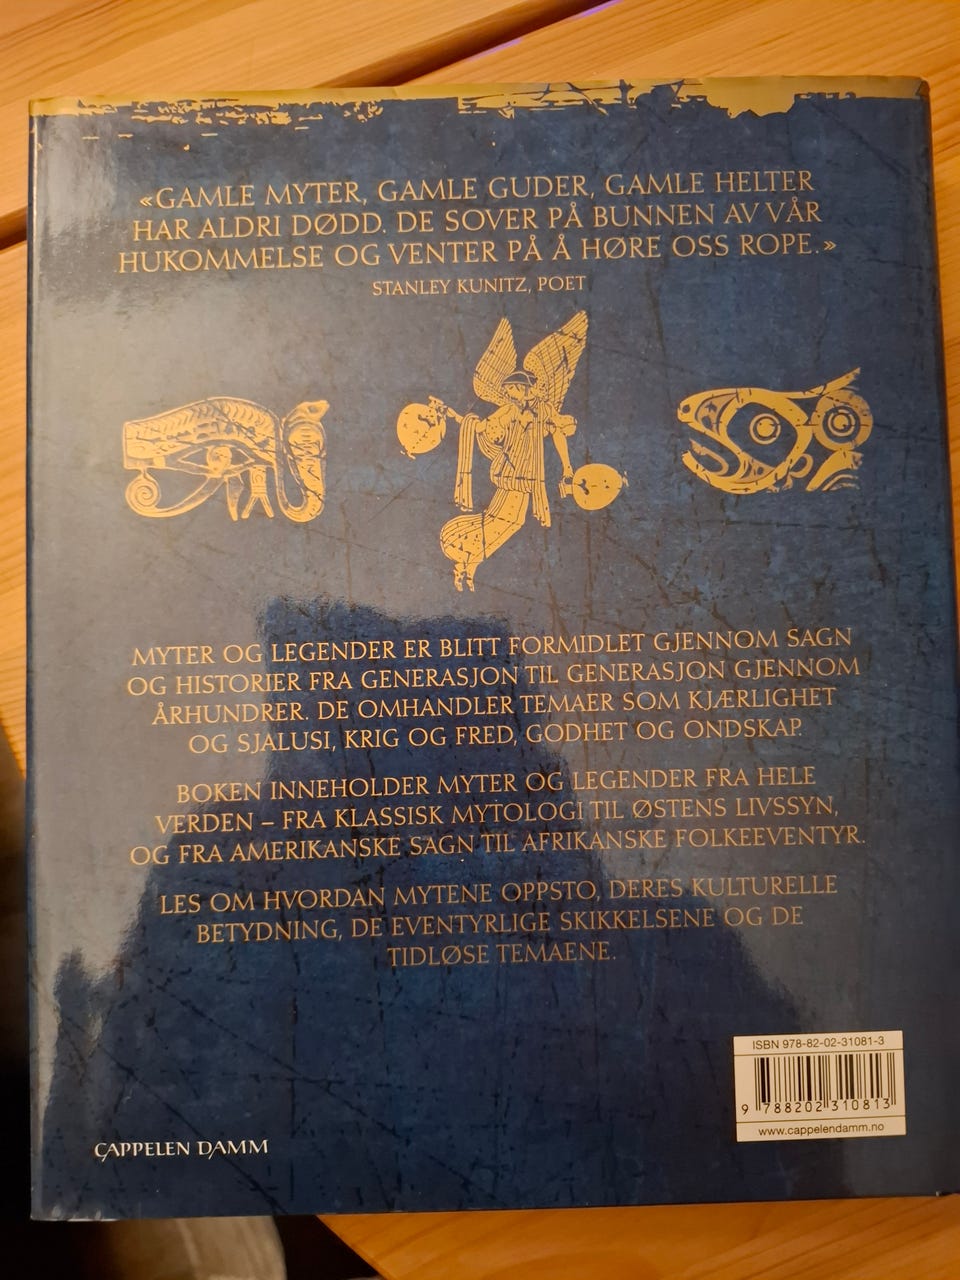 «GAMLE MYTER, GAMLE GUDER, GAMLE HELTER
HAR ALDRI DØDD. DE SOVER PÅ BUNNEN AV VÅR
HUKOMMELSE OG VENTER PÅ Å HØRE OSS ROPE.»
STANLEY KUNITZ, POET
MYTER OG LEGENDER ER BLITT FORMIDLET GJENNOM SAGN
OG HISTORIER FRA GENERASJON TIL GENERASJON GJENNOM
ÅRHUNDRER. DE OMHANDLER TEMAER SOM KJÆRLIGHET
OG SJALUSI, KRIG OG FRED, GODHET OG ONDSKAP.
BOKEN INNEHOLDER MYTER OG LEGENDER FRA HELE
VERDEN – FRA KLASSISK MYTOLOGI TIL ØSTENS LIVSSYN,
OG FRA AMERIKANSKE SAGN TIL AFRIKANSKE FOLKEEVENTYR.
LES OM HVORDAN MYTENE OPPSTO, DERES KULTURELLE
BETYDNING, DE EVENTYRLIGE SKIKKELSENE OG DE
TIDLØSE TEMAENE.
ISBN 978-82-02-31081-3
9 788202 310813
www.cappelendamm.no
CAPPELEN DAMM